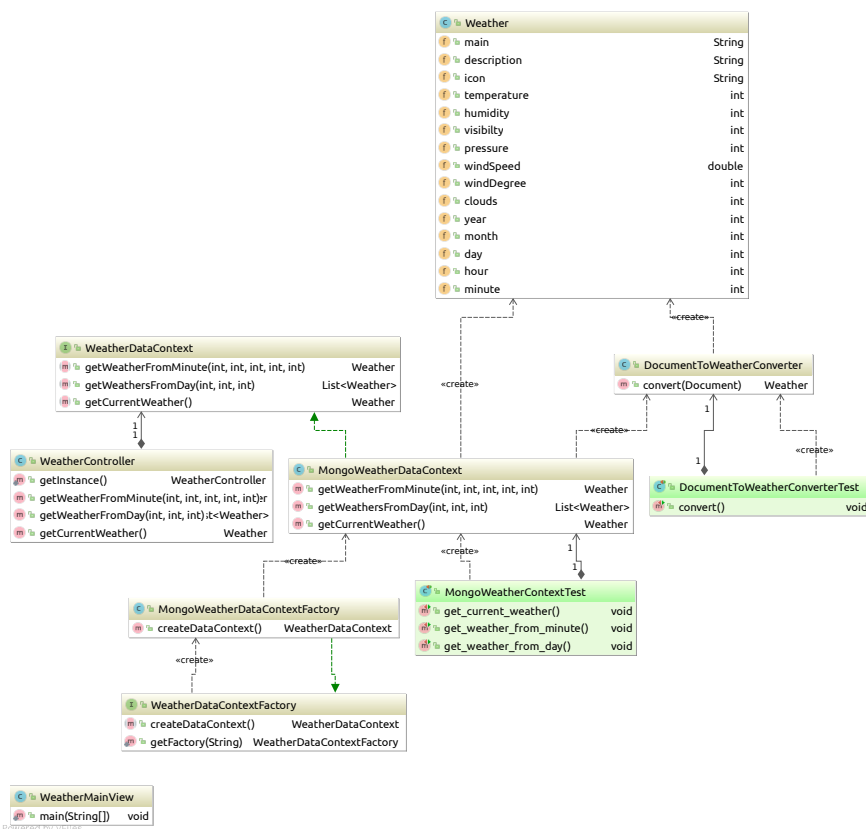 Weather
main String
description String
icon String
temperature int
humidity int
visibilty int
pressure int
windSpeed double
windDegree int
clouds int
year int
month int
day int
hour int
minute int
«create»
WeatherDataContext
getWeatherFromMinute(int, int, int, int, int) Weather
getWeathersFromDay(int, int, int) List<Weather>
getCurrentWeather() Weather
DocumentToWeatherConverter
convert(Document) Weather
«create»
1
1
1
1
«create»
«create»
WeatherController
getInstance() WeatherController
getWeatherFromMinute(int, int, int, int, int)
getWeatherFromDay(int, int, int) t<Weather>
getCurrentWeather() Weather
MongoWeatherDataContext
getWeatherFromMinute(int, int, int, int, int) Weather
getWeathersFromDay(int, int, int) List<Weather>
getCurrentWeather() Weather
DocumentToWeatherConverterTest
convert() void
«create»
«create»
1
1
MongoWeatherContextTest
get_current_weather() void
get_weather_from_minute() void
get_weather_from_day() void
MongoWeatherDataContextFactory
createDataContext() WeatherDataContext
«create»
WeatherDataContextFactory
createDataContext() WeatherDataContext
getFactory(String) WeatherDataContextFactory
WeatherMainView
main(String[]) void
Powered by yFiles